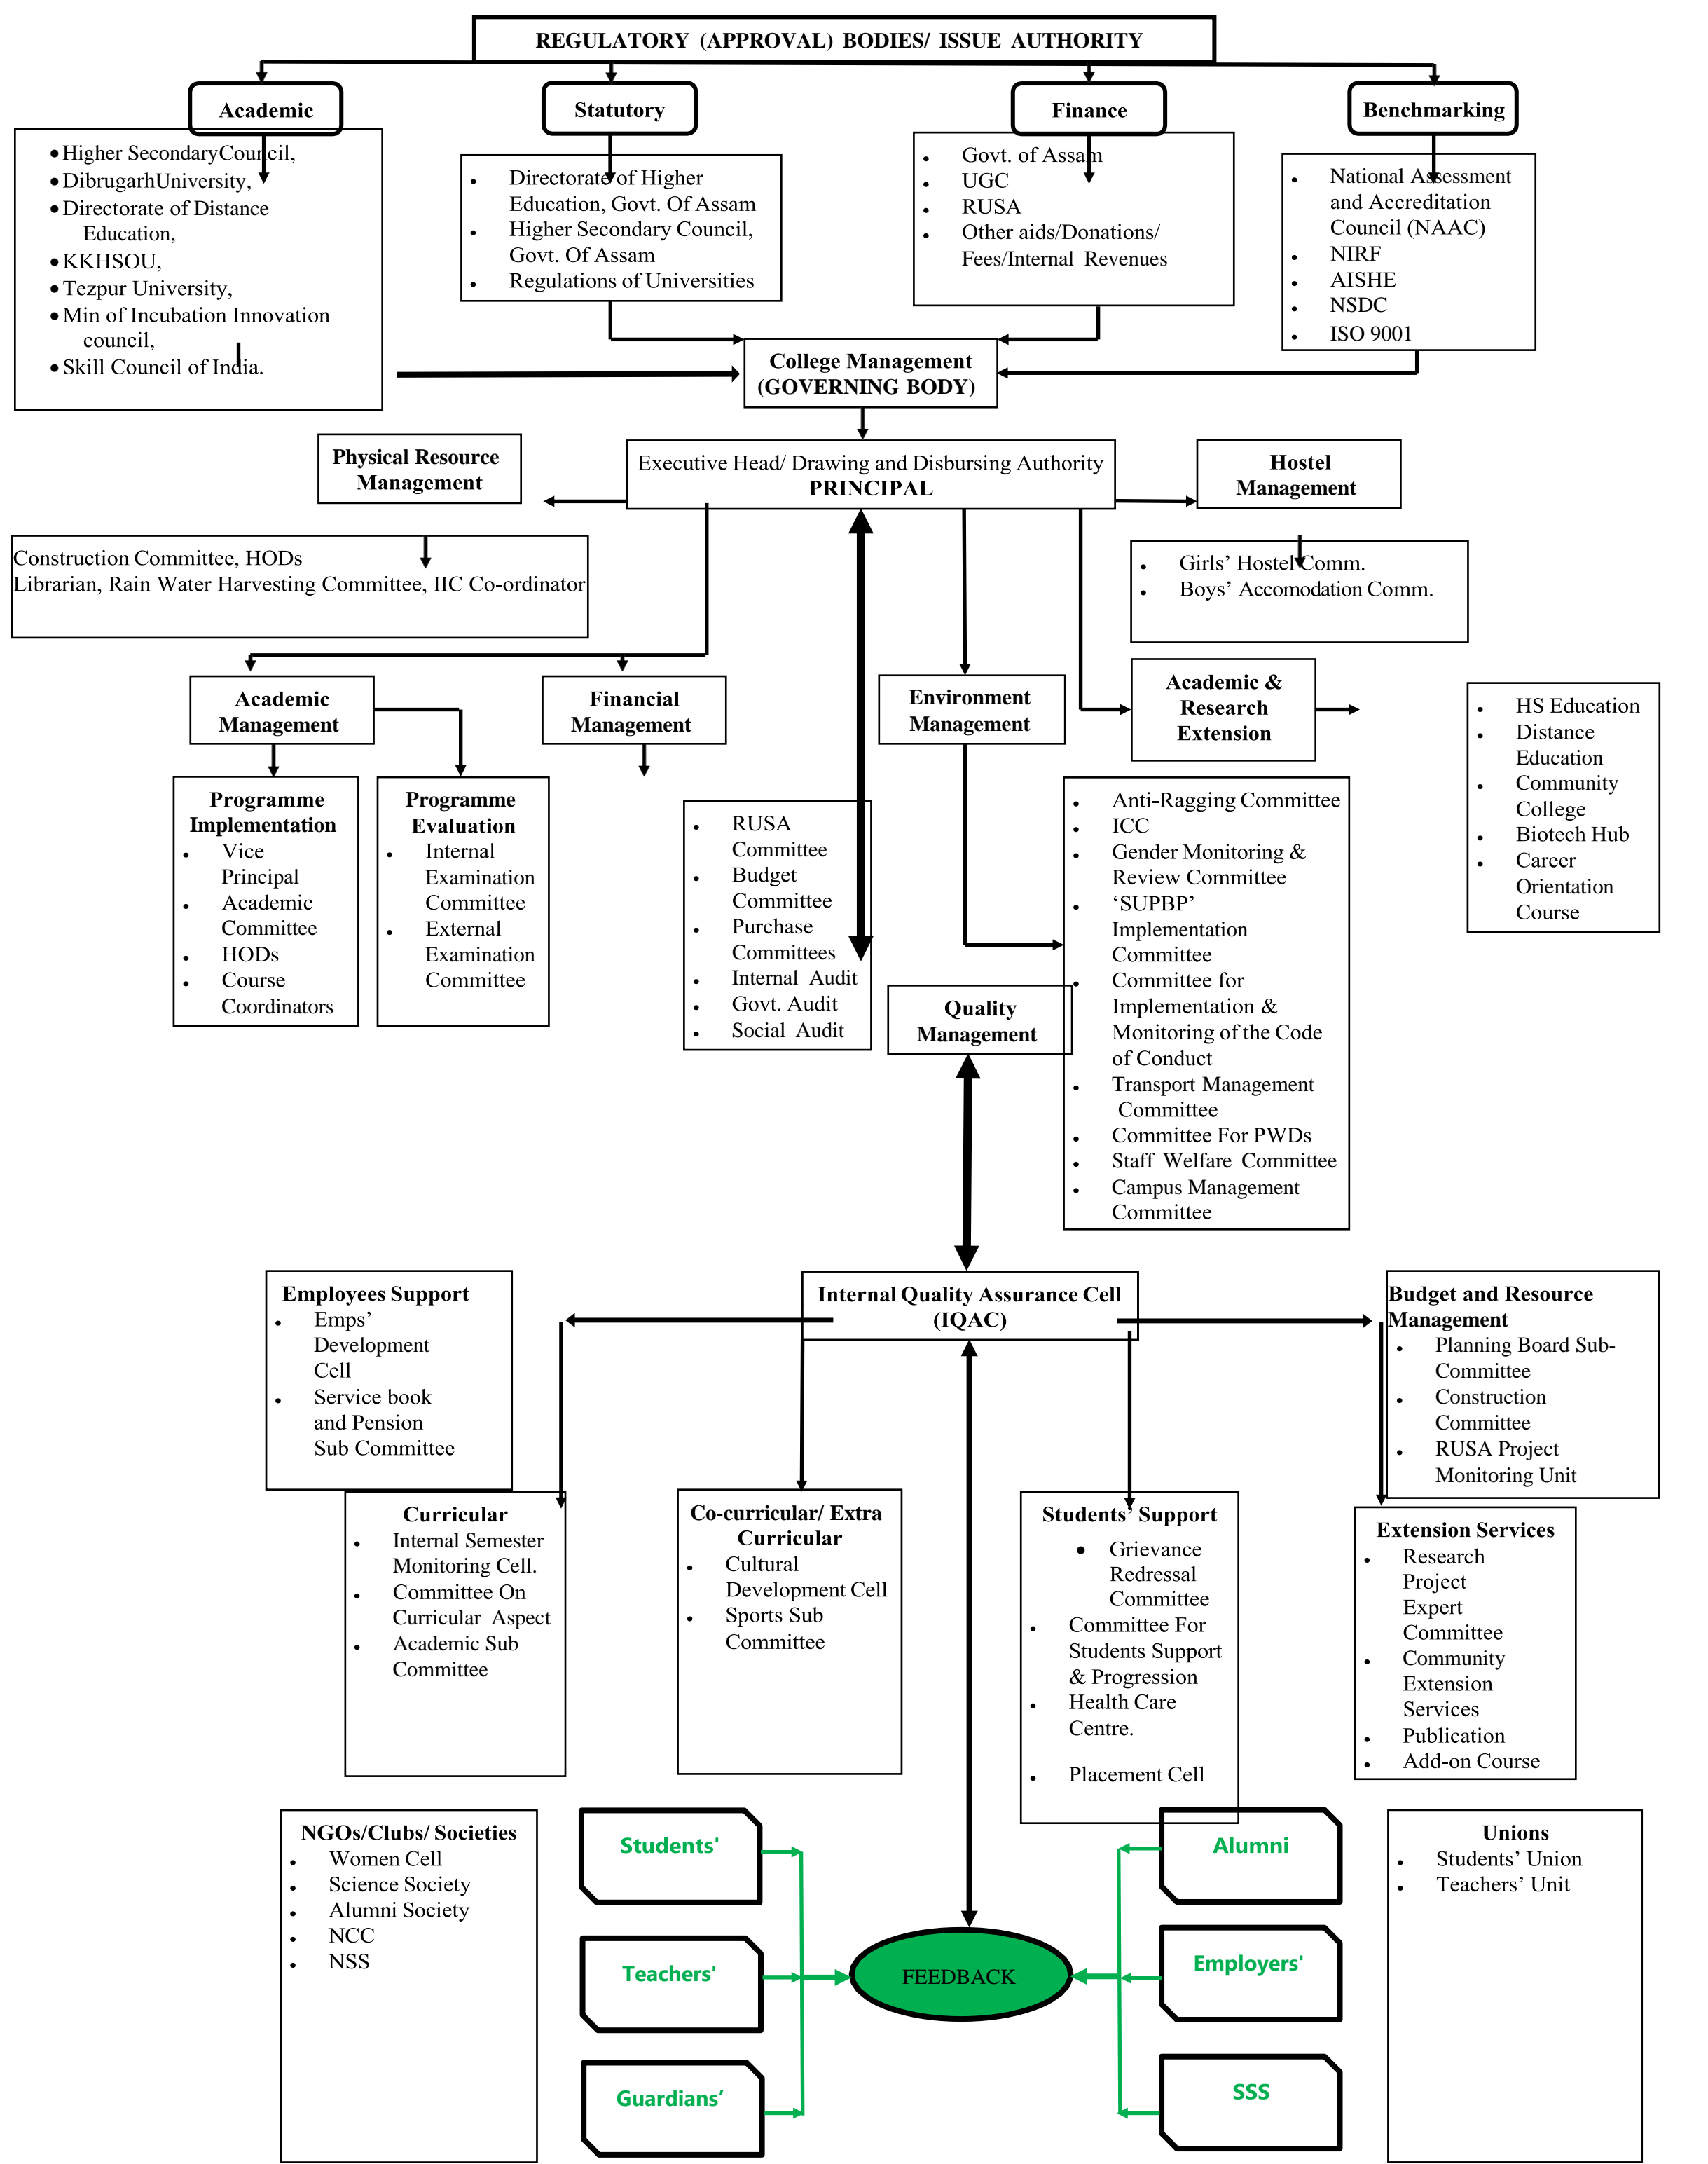 REGULATORY (APPROVAL) BODIES/ ISSUE AUTHORITY
Academic
Statutory
Finance
Benchmarking
• Higher SecondaryCouncil,
• DibrugarhUniversity,
• Directorate of Distance
Education,
• KKHSOU,
• Tezpur University,
• Min of Incubation Innovation
council,
• Skill Council of India.
• Directorate of Higher
Education, Govt. Of Assam
• Higher Secondary Council,
Govt. Of Assam
• Regulations of Universities
• Govt. of Assam
• UGC
• RUSA
• Other aids/Donations/
Fees/Internal Revenues
• National Assessment
and Accreditation
Council (NAAC)
• NIRF
• AISHE
• NSDC
• ISO 9001
College Management
(GOVERNING BODY)
Physical Resource
Management
Executive Head/ Drawing and Disbursing Authority
PRINCIPAL
Hostel
Management
Construction Committee, HODs
Librarian, Rain Water Harvesting Committee, IIC Co-ordinator
• Girls’ Hostel Comm.
• Boys’ Accomodation Comm.
Academic
Management
Financial
Management
Environment
Management
Academic &
Research
Extension
• HS Education
• Distance
Education
• Community
College
• Biotech Hub
• Career
Orientation
Course
Programme
Implementation
• Vice
Principal
• Academic
Committee
• HODs
• Course
Coordinators
Programme
Evaluation
• Internal
Examination
Committee
• External
Examination
Committee
• RUSA
Committee
• Budget
Committee
• Purchase
Committees
• Internal Audit
• Govt. Audit
• Social Audit
Quality
Management
• Anti-Ragging Committee
• ICC
• Gender Monitoring &
Review Committee
• ‘SUPBP’
Implementation
Committee
• Committee for
Implementation &
Monitoring of the Code
of Conduct
• Transport Management
Committee
• Committee For PWDs
• Staff Welfare Committee
• Campus Management
Committee
Employees Support
• Emps’
Development
Cell
• Service book
and Pension
Sub Committee
Internal Quality Assurance Cell
(IQAC)
Budget and Resource
Management
• Planning Board Sub-
Committee
• Construction
Committee
• RUSA Project
Monitoring Unit
Curricular
• Internal Semester
Monitoring Cell.
• Committee On
Curricular Aspect
• Academic Sub
Committee
Co-curricular/ Extra
Curricular
• Cultural
Development Cell
• Sports Sub
Committee
Students’ Support
• Grievance
Redressal
Committee
• Committee For
Students Support
& Progression
• Health Care
Centre.
• Placement Cell
Extension Services
• Research
Project
Expert
Committee
• Community
Extension
Services
• Publication
• Add-on Course
NGOs/Clubs/ Societies
• Women Cell
• Science Society
• Alumni Society
• NCC
• NSS
Students'
Teachers'
Guardians’
FEEDBACK
Alumni
Employers'
SSS
Unions
• Students’ Union
• Teachers’ Unit